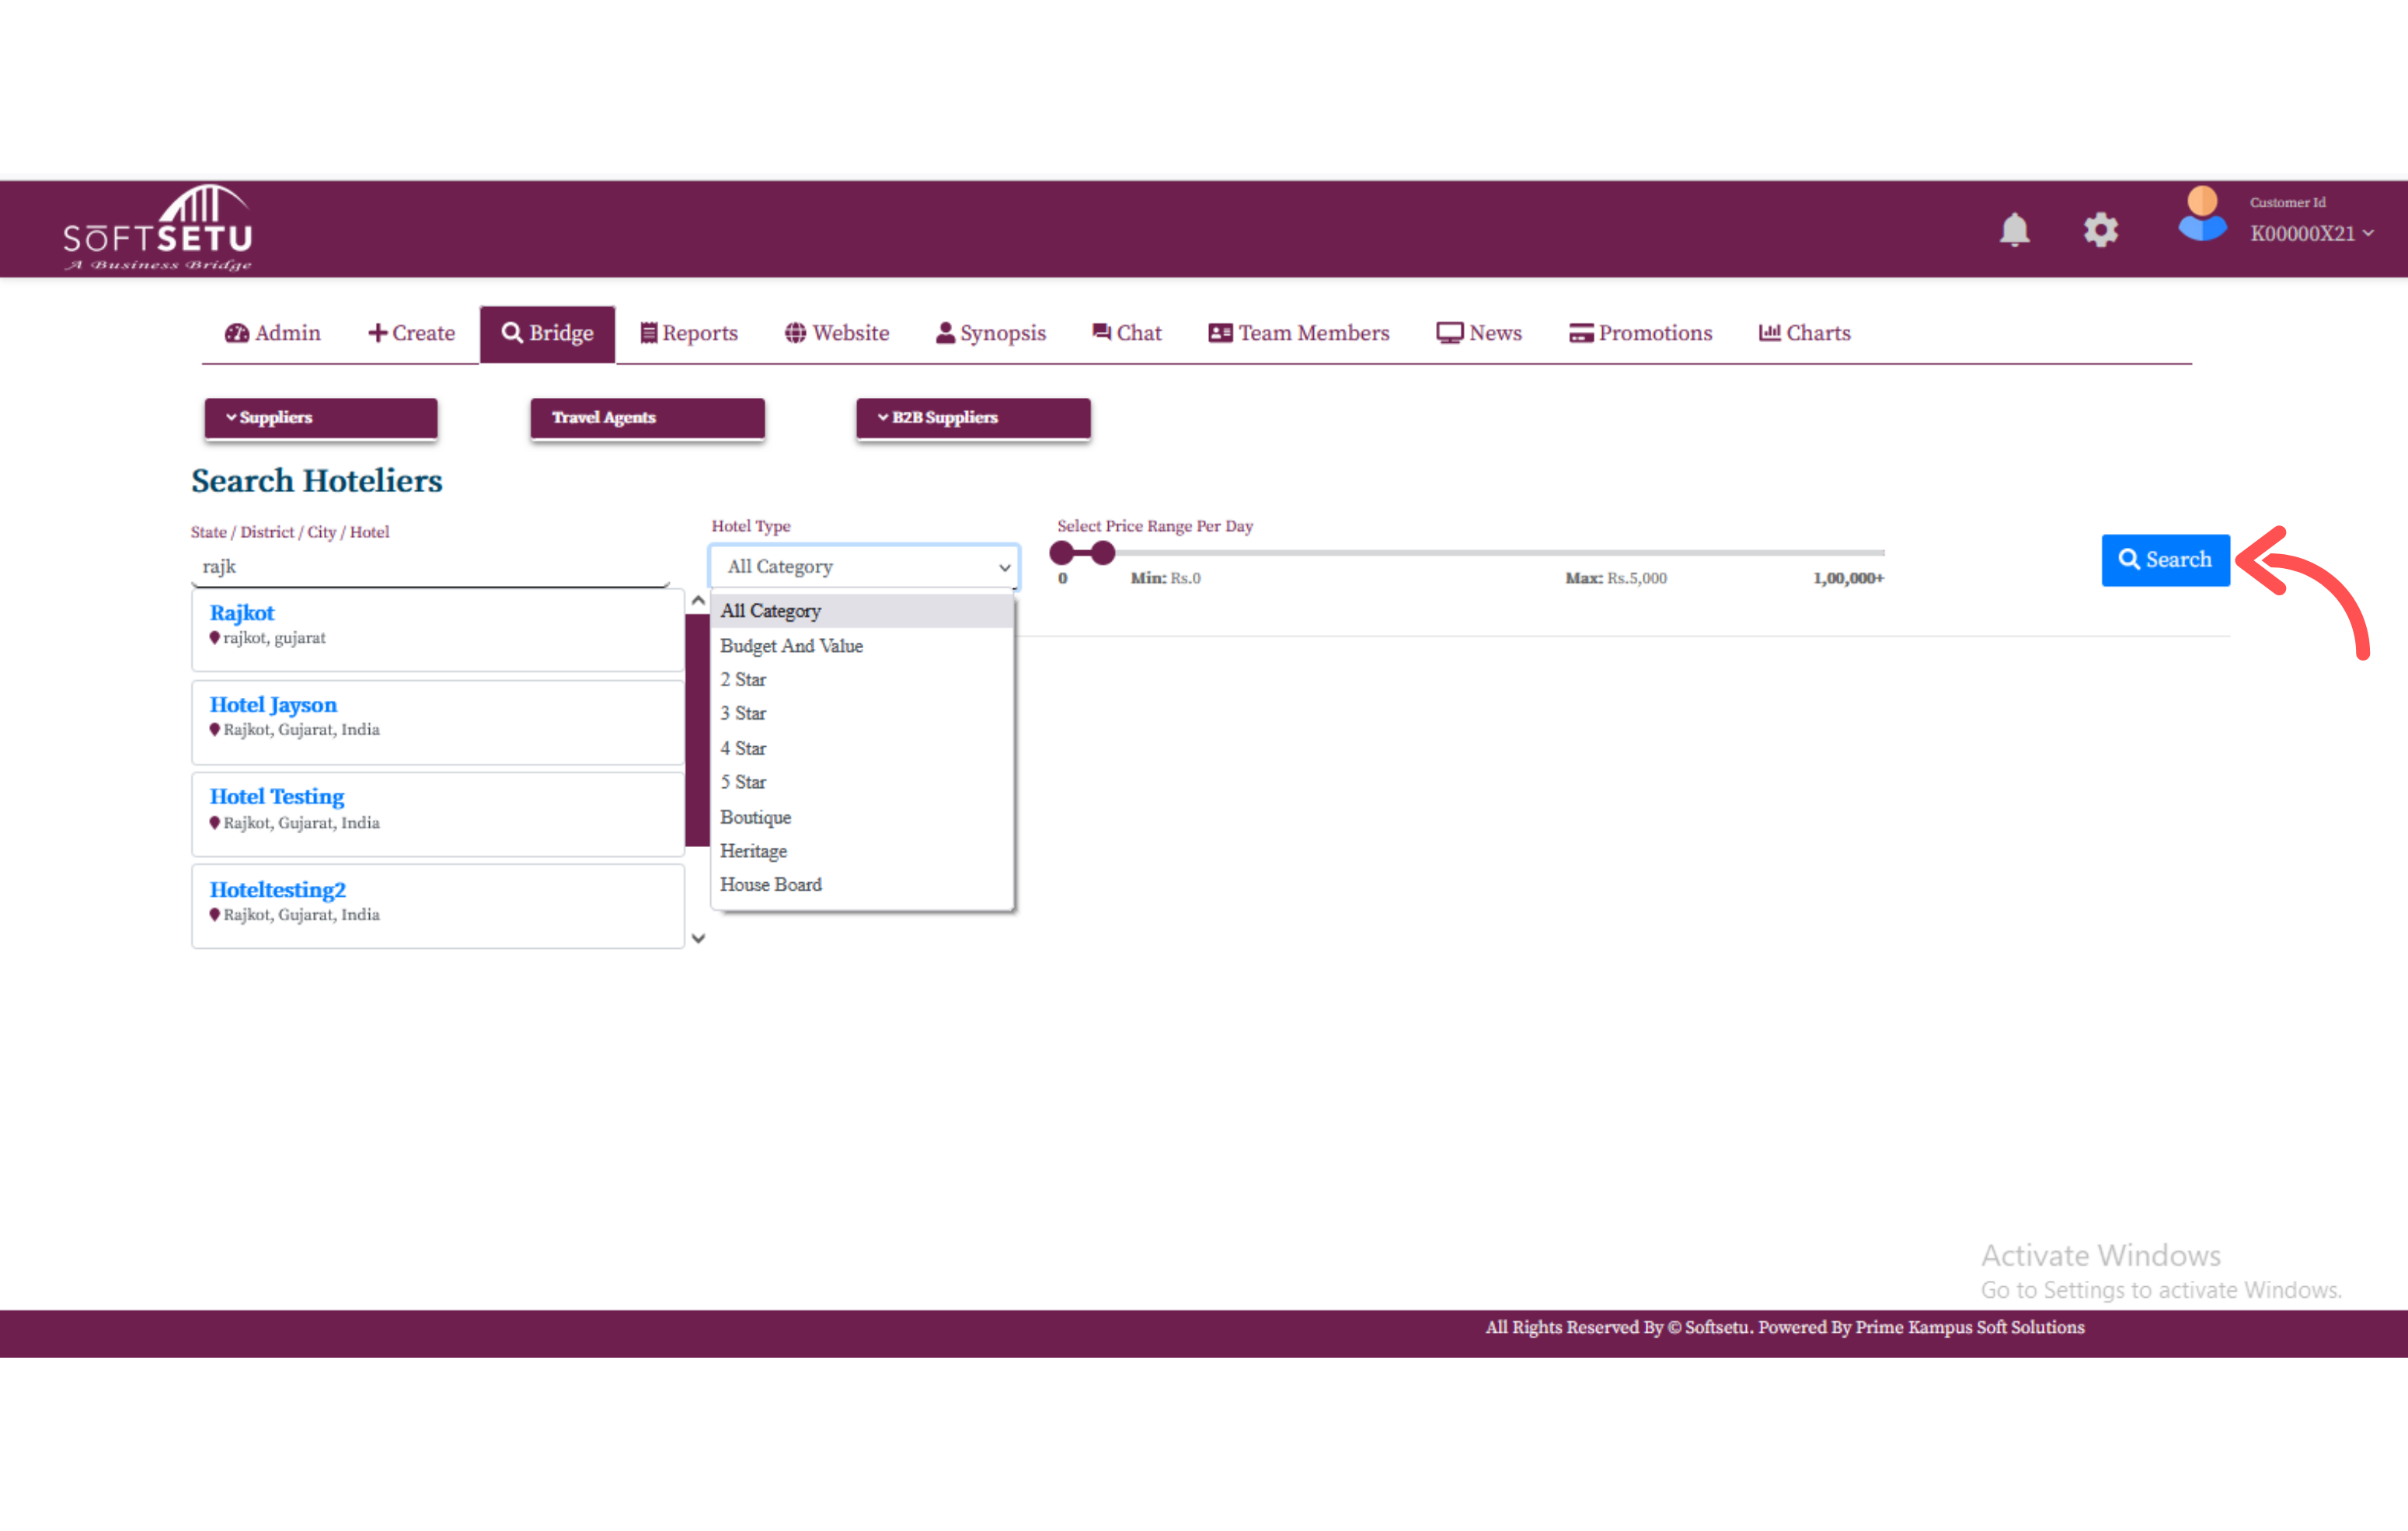 SŌFTSETU
A Business Bridge
Customer Id
K00000X21
Admin Create Bridge Reports Website Synopsis Chat Team Members News Promotions Charts
Suppliers Travel Agents B2B Suppliers
Search Hoteliers
State / District / City / Hotel
rajk
Rajkot
rajkot, gujarat
Hotel Jayson
Rajkot, Gujarat, India
Hotel Testing
Rajkot, Gujarat, India
Hoteltesting2
Rajkot, Gujarat, India
Hotel Type
All Category
All Category
Budget And Value
2 Star
3 Star
4 Star
5 Star
Boutique
Heritage
House Board
Select Price Range Per Day
0 Min: Rs.0 Max: Rs.5,000 1,00,000+
Search
Activate Windows
Go to Settings to activate Windows.
All Rights Reserved By © Softsetu. Powered By Prime Kampus Soft Solutions